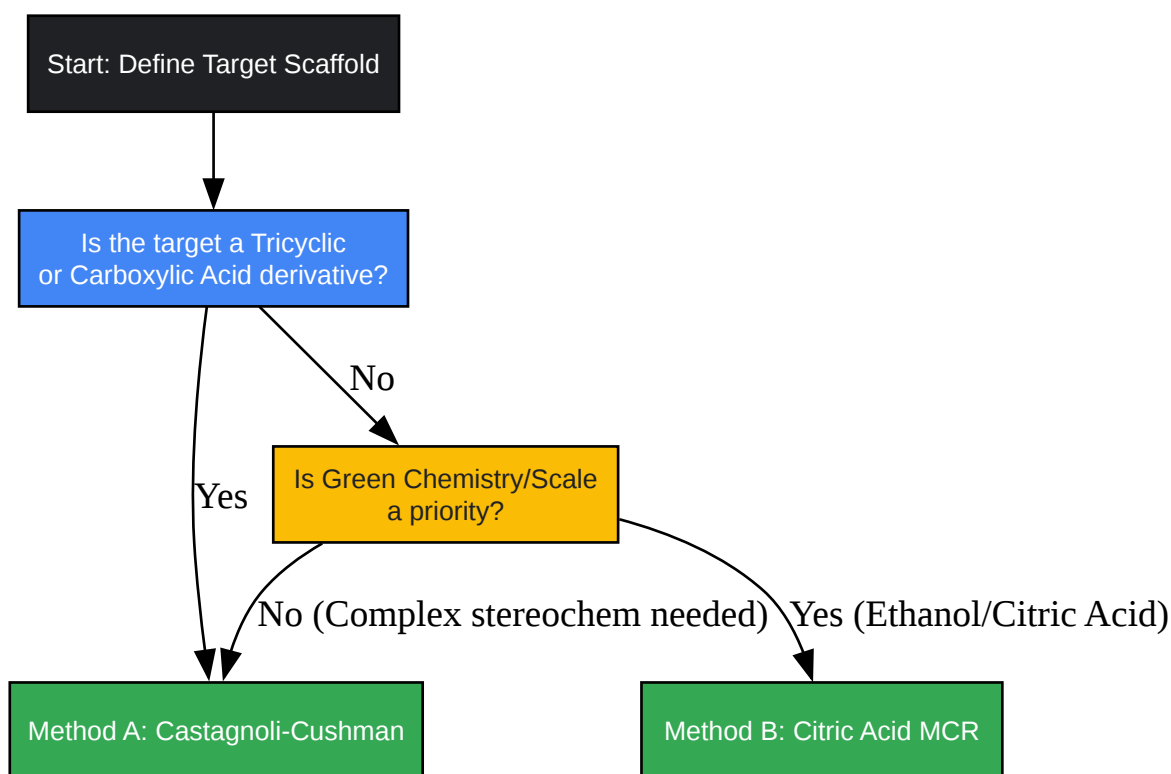 Start: Define Target Scaffold
Is the target a Tricyclic
or Carboxylic Acid derivative?
No
Is Green Chemistry/Scale
a priority?
Yes
No (Complex stereochem needed)
Yes (Ethanol/Citric Acid)
Method A: Castagnoli-Cushman
Method B: Citric Acid MCR